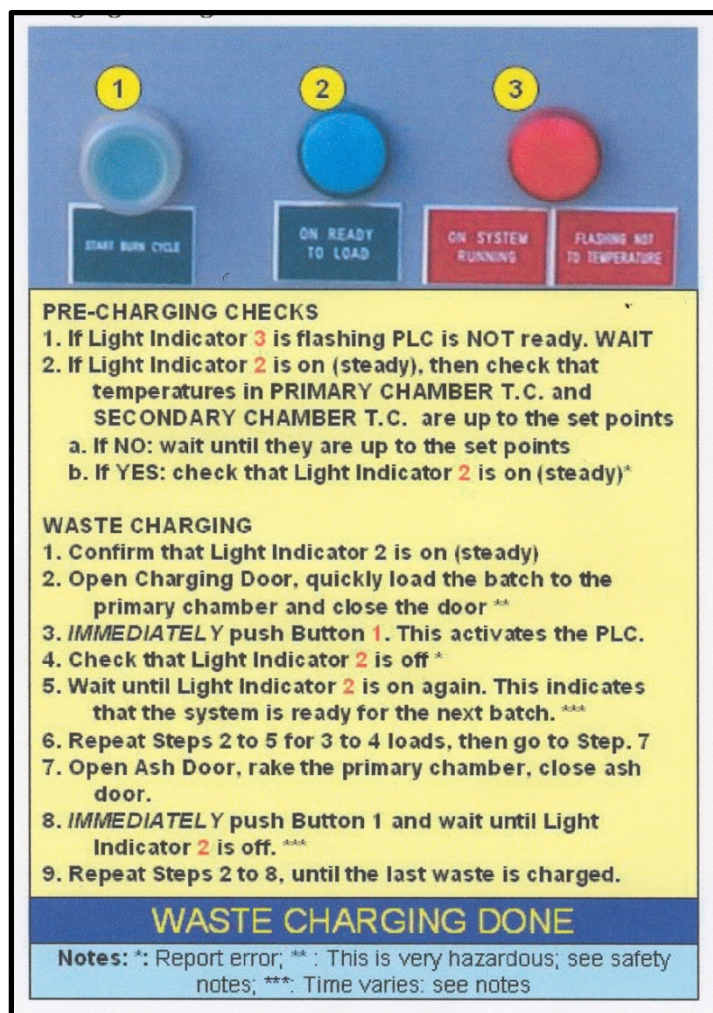 1 2 3
START BURN CYCLE
ON READY
TO LOAD
ON SYSTEM
RUNNING
FLASHING NOT
TO TEMPERATURE
PRE-CHARGING CHECKS
1. If Light Indicator 3 is flashing PLC is NOT ready. WAIT
2. If Light Indicator 2 is on (steady), then check that
temperatures in PRIMARY CHAMBER T.C. and
SECONDARY CHAMBER T.C. are up to the set points
a. If NO: wait until they are up to the set points
b. If YES: check that Light Indicator 2 is on (steady)*
WASTE CHARGING
1. Confirm that Light Indicator 2 is on (steady)
2. Open Charging Door, quickly load the batch to the
primary chamber and close the door **
3. IMMEDIATELY push Button 1. This activates the PLC.
4. Check that Light Indicator 2 is off *
5. Wait until Light Indicator 2 is on again. This indicates
that the system is ready for the next batch. ***
6. Repeat Steps 2 to 5 for 3 to 4 loads, then go to Step. 7
7. Open Ash Door, rake the primary chamber, close ash
door.
8. IMMEDIATELY push Button 1 and wait until Light
Indicator 2 is off. ***
9. Repeat Steps 2 to 8, until the last waste is charged.
WASTE CHARGING DONE
Notes: *: Report error; ** : This is very hazardous; see safety
notes; ***: Time varies: see notes